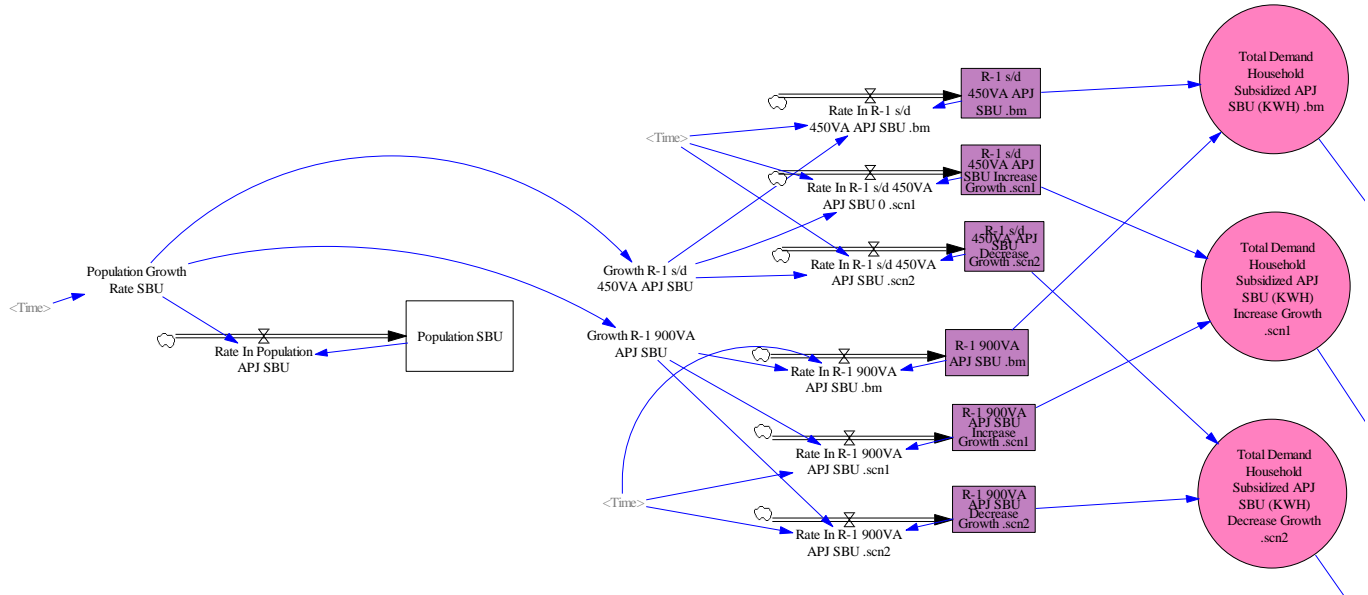 <Time>
Population Growth
Rate SBU
Rate In Population
APJ SBU
Population SBU
Growth R-1 s/d
450VA APJ SBU
Growth R-1 900VA
APJ SBU
<Time>
Rate In R-1 s/d
450VA APJ SBU .bm
R-1 s/d
450VA APJ
SBU .bm
Rate In R-1 s/d 450VA
APJ SBU 0 .scn1
R-1 s/d
450VA APJ
SBU Increase
Growth .scn1
Rate In R-1 s/d 450VA
APJ SBU .scn2
R-1 s/d
450VA APJ
SBU
Decrease
Growth .scn2
Rate In R-1 900VA
APJ SBU .bm
R-1 900VA
APJ SBU .bm
Rate In R-1 900VA
APJ SBU .scn1
R-1 900VA
APJ SBU
Increase
Growth .scn1
<Time>
Rate In R-1 900VA
APJ SBU .scn2
R-1 900VA
APJ SBU
Decrease
Growth .scn2
Total Demand
Household
Subsidized APJ
SBU (KWH) .bm
Total Demand
Household
Subsidized APJ
SBU (KWH)
Increase Growth
.scn1
Total Demand
Household
Subsidized APJ
SBU (KWH)
Decrease Growth
.scn2